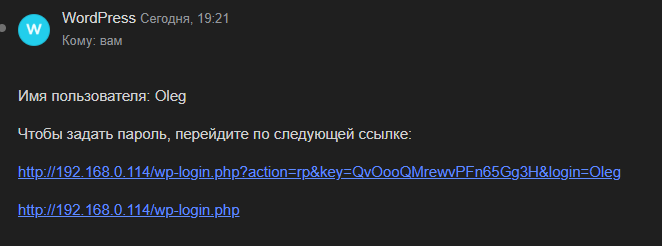 W
WordPress Сегодня, 19:21
Кому: вам
Имя пользователя: Oleg
Чтобы задать пароль, перейдите по следующей ссылке:
http://192.168.0.114/wp-login.php?action=rp&key=QvOooQMrewvPFn65Gg3H&login=Oleg
http://192.168.0.114/wp-login.php